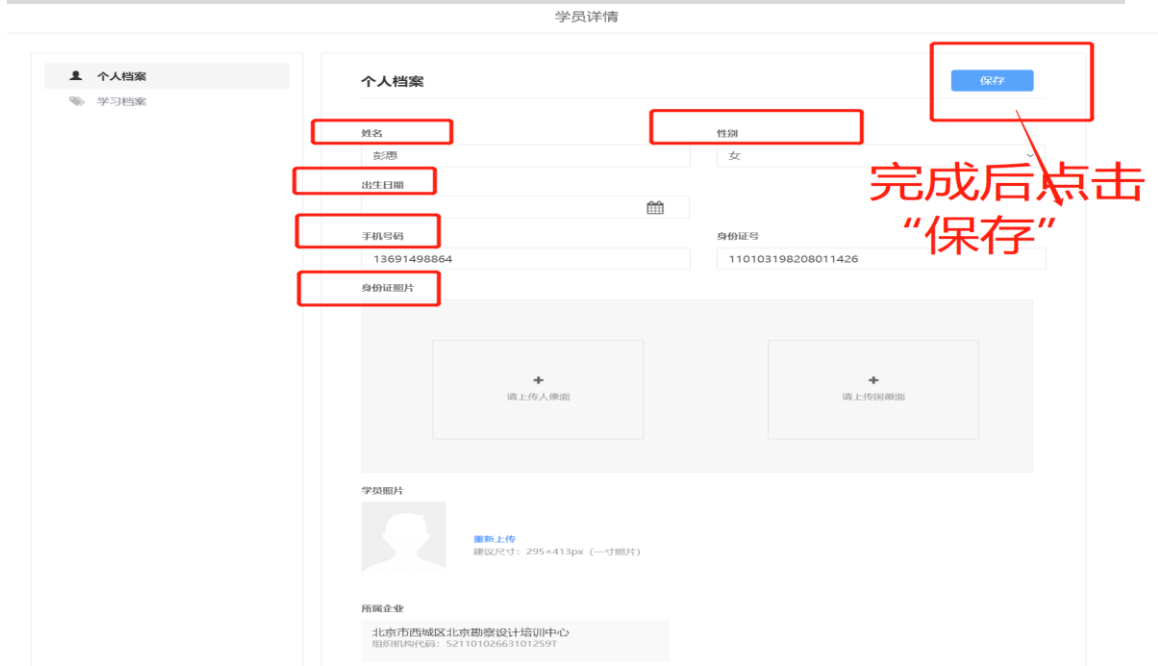 学员详情
个人档案
学习档案
个人档案
保存
姓名
性别
彭惠
女
出生日期
完成后点击
“保存”
手机号码
身份证号
13691498864
110103198208011426
身份证照片
+
+
请上传人像面
请上传国徽面
学员照片
重新上传
建议尺寸：295×413px（一寸照片）
所属企业
北京市西城区北京勘察设计培训中心
组织机构代码：52110102663101259T